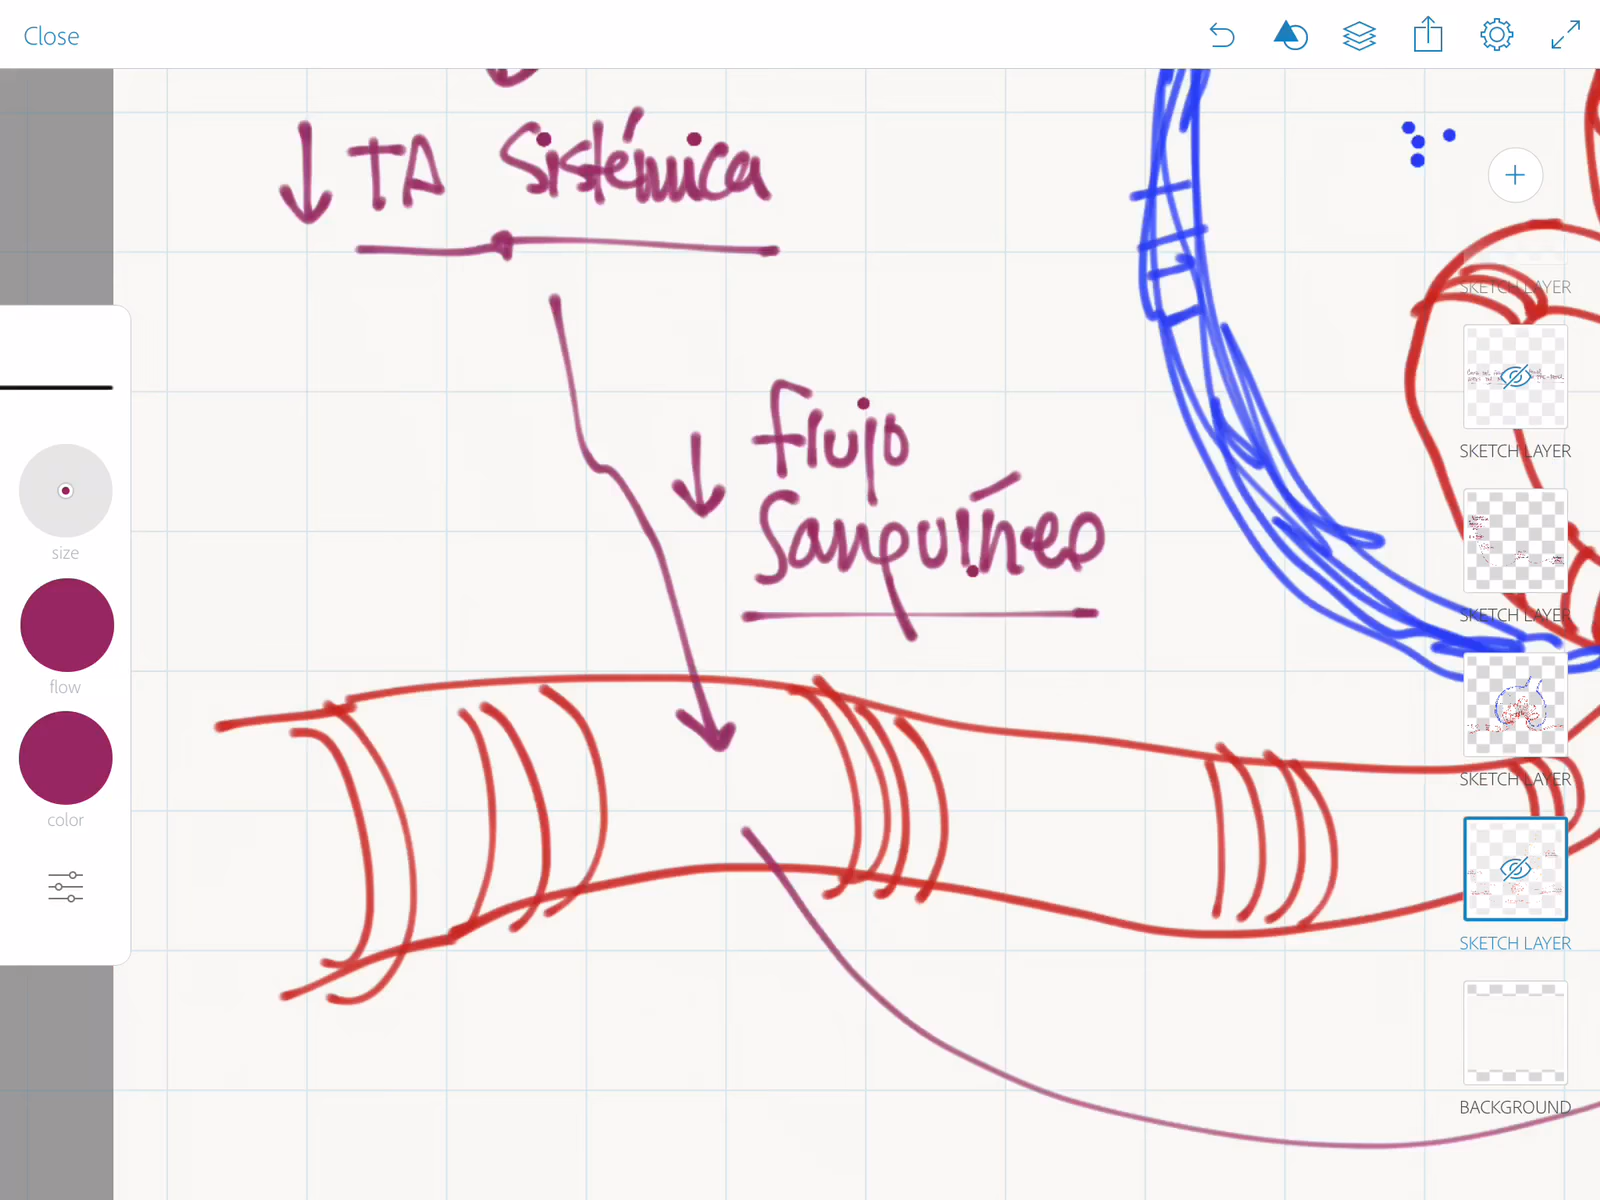 Close
↓ TA Sistémica
↓ Flujo
Sanguíneo
size
flow
color
SKETCH LAYER
SKETCH LAYER
SKETCH LAYER
SKETCH LAYER
SKETCH LAYER
BACKGROUND